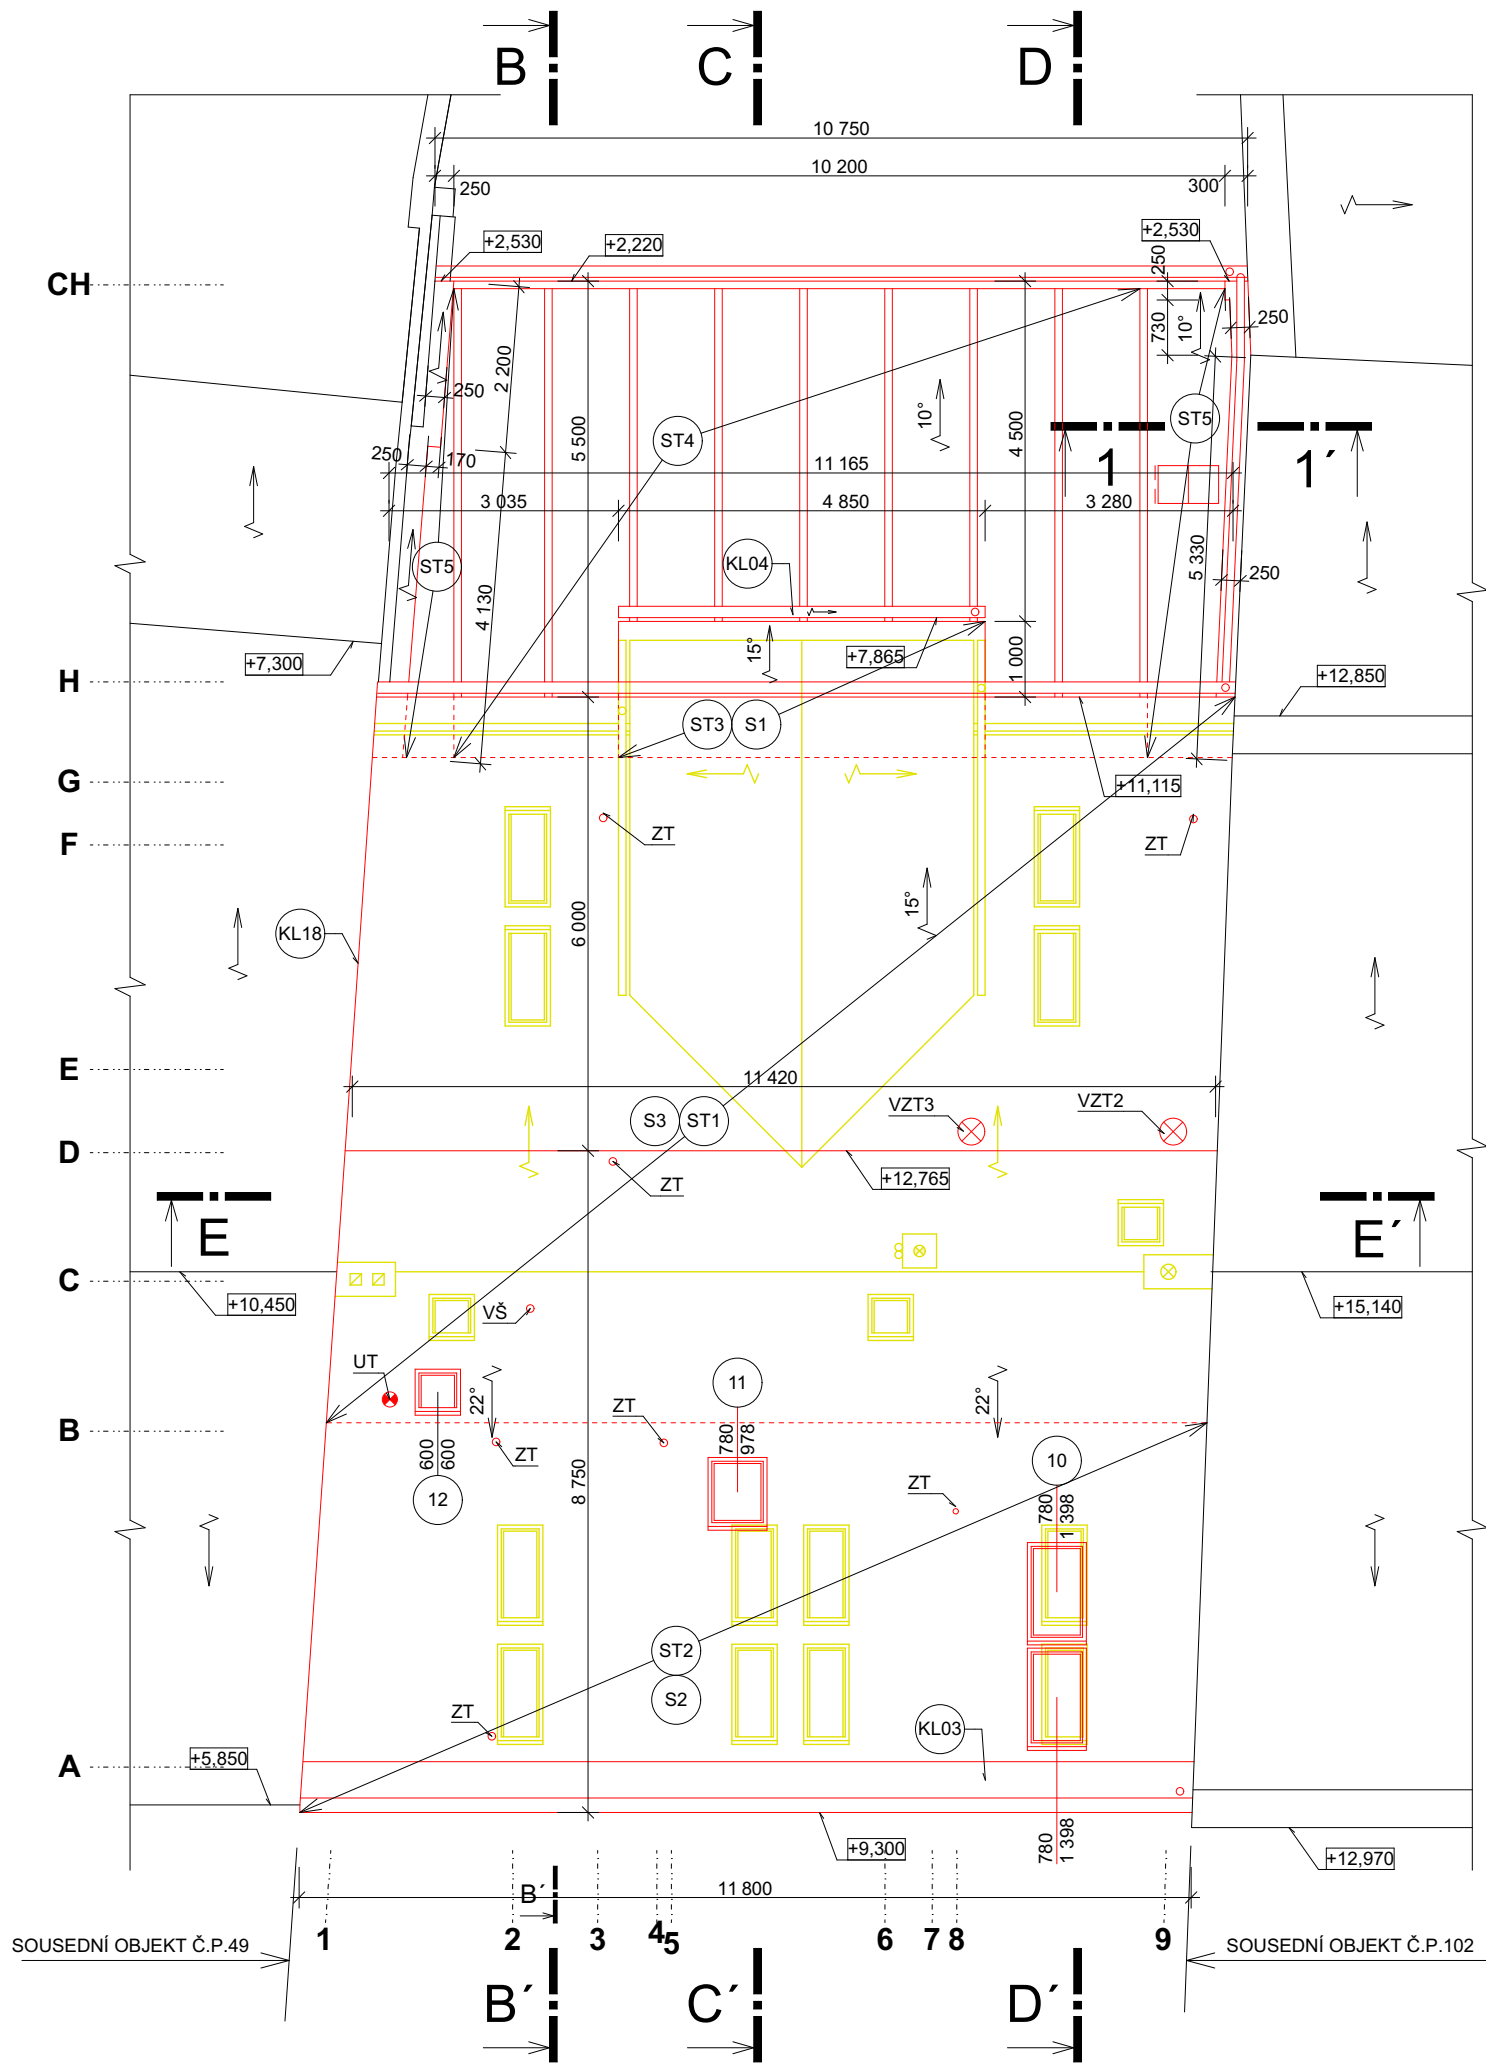 B
C
D
10 750
10 200
250
300
+2,530
+2,220
+2,530
CH
250
730
10°
250
2 200
250
5 500
ST4
10°
4 500
ST5
1
1´
250
170
11 165
3 035
4 850
3 280
ST5
KL04
5 330
250
4 130
15°
+7,865
1 000
+7,300
H
+12,850
ST3
S1
+11,115
G
F
ZT
ZT
KL18
6 000
15°
E
11 420
S3
ST1
VZT3
VZT2
D
ZT
+12,765
E
E´
C
+10,450
VŠ
+15,140
UT
11
22°
22°
B
600
600
ZT
ZT
780
978
10
12
8 750
ZT
780
1 398
ST2
S2
ZT
KL03
A
+5,850
+9,300
780
1 398
+12,970
11 800
B´
1
2
3
4
5
6
7
8
9
SOUSEDNÍ OBJEKT Č.P.49
SOUSEDNÍ OBJEKT Č.P.102
B´
C´
D´